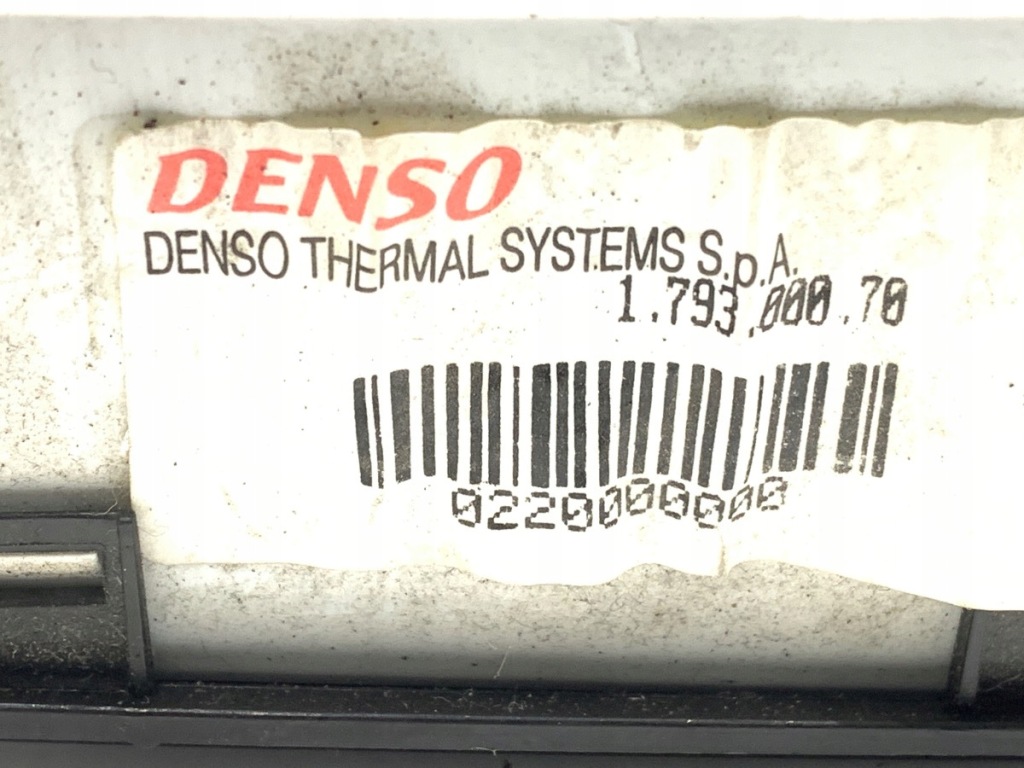 DENSO
DENSO THERMAL SYSTEMS S.p.A.
1.793.000.70
0220000000